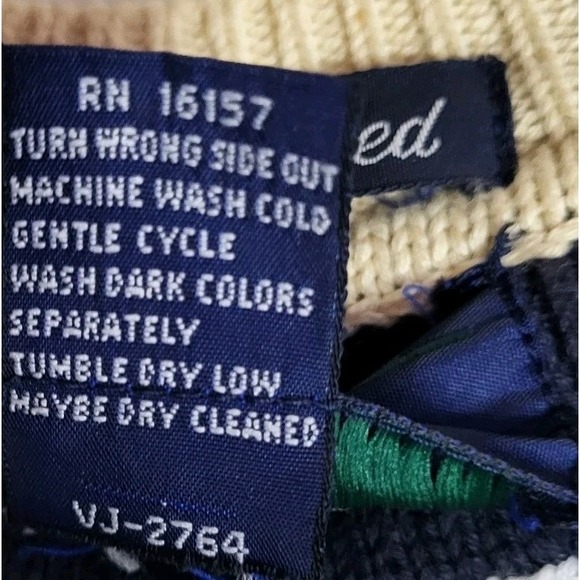 RN 16157
TURN WRONG SIDE OUT
MACHINE WASH COLD
GENTLE CYCLE
WASH DARK COLORS
SEPARATELY
TUMBLE DRY LOW
MAYBE DRY CLEANED
VJ-2764
ed